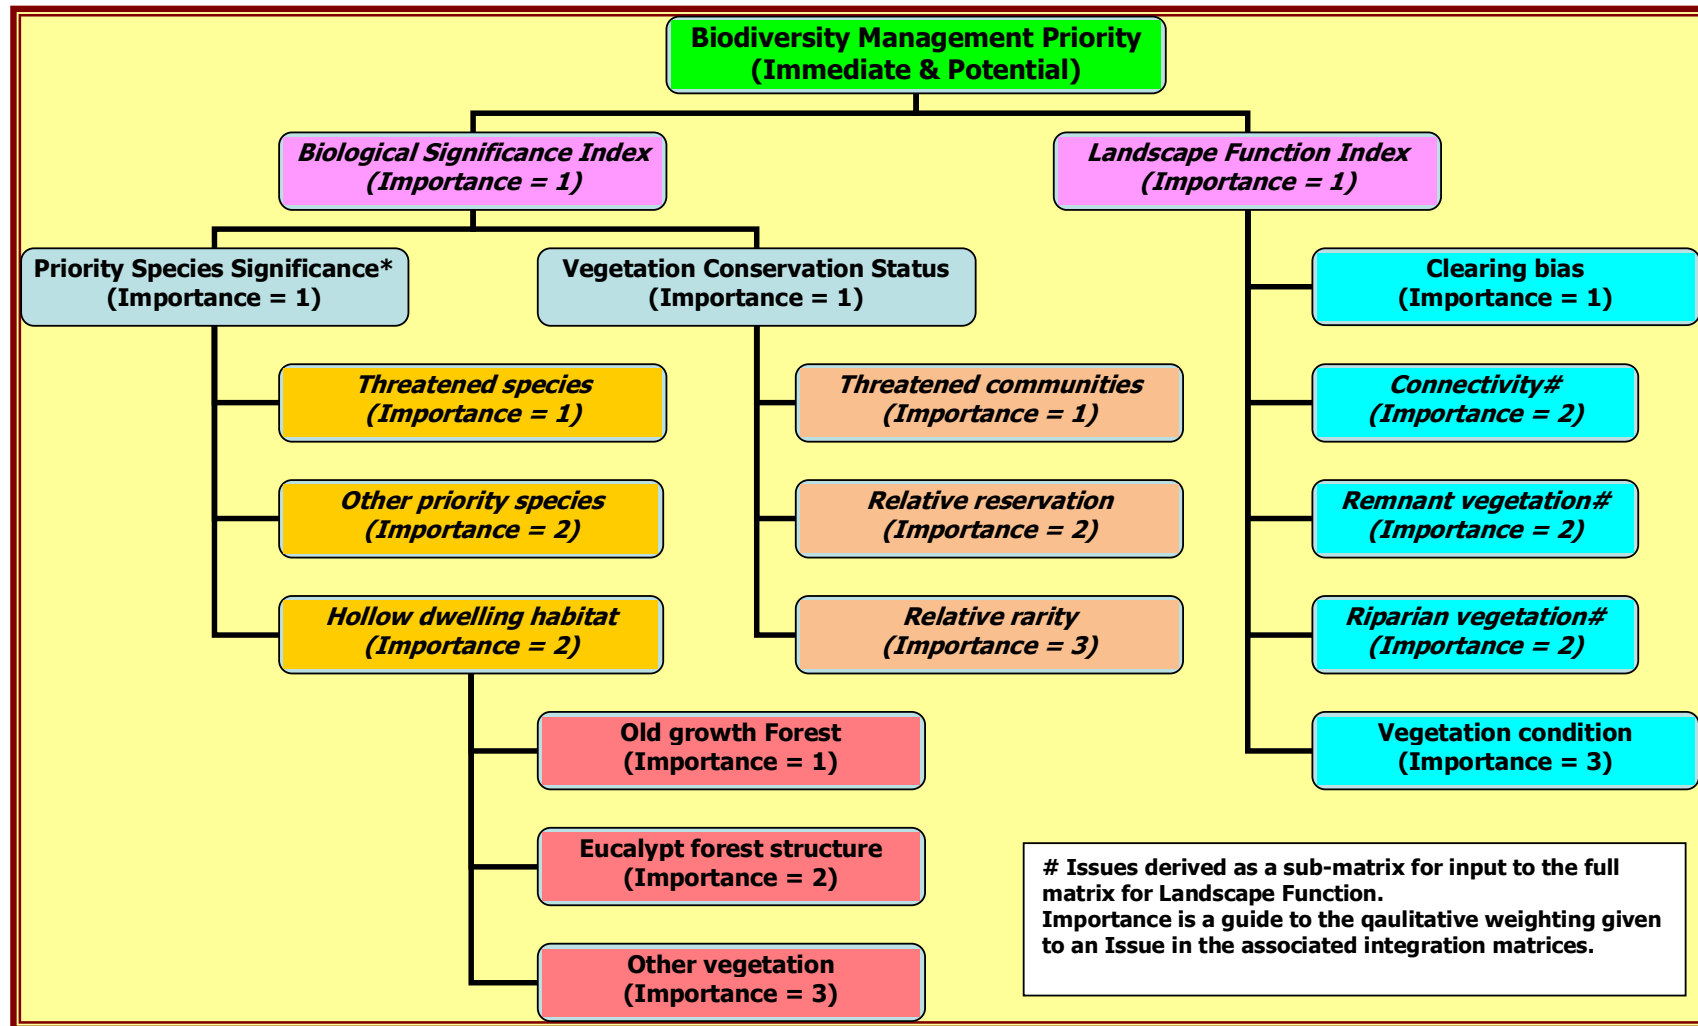 Biodiversity Management Priority
(Immediate & Potential)
Biological Significance Index
(Importance = 1)
Landscape Function Index
(Importance = 1)
Priority Species Significance*
(Importance = 1)
Vegetation Conservation Status
(Importance = 1)
Clearing bias
(Importance = 1)
Threatened species
(Importance = 1)
Threatened communities
(Importance = 1)
Connectivity#
(Importance = 2)
Other priority species
(Importance = 2)
Relative reservation
(Importance = 2)
Remnant vegetation#
(Importance = 2)
Hollow dwelling habitat
(Importance = 2)
Relative rarity
(Importance = 3)
Riparian vegetation#
(Importance = 2)
Old growth Forest
(Importance = 1)
Vegetation condition
(Importance = 3)
Eucalypt forest structure
(Importance = 2)
Other vegetation
(Importance = 3)
# Issues derived as a sub-matrix for input to the full
matrix for Landscape Function.
Importance is a guide to the qaulitative weighting given
to an Issue in the associated integration matrices.